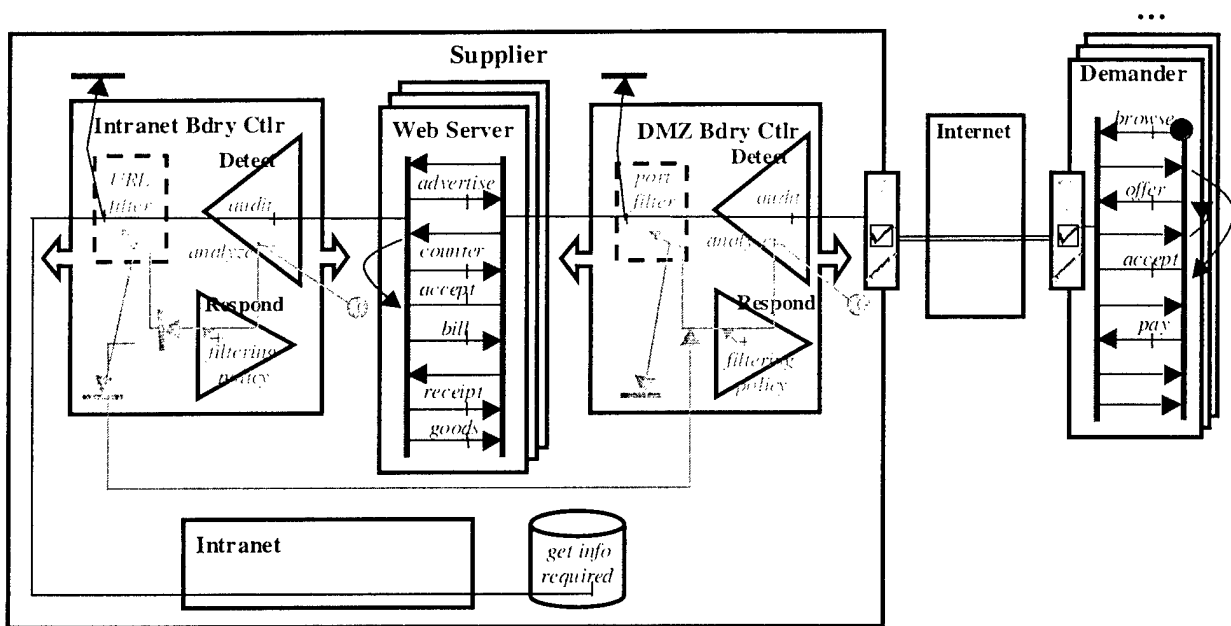 ...
Supplier
Demander
Intranet Bdry Ctlr
Web Server
DMZ Bdry Ctlr
Internet
browse
Detect
Detect
URL
filter
advertise
port
filter
audit
audit
offer
analyze
counter
analyze
accept
accept
Respond
Respond
bill
pay
filtering
policy
filtering
policy
receipt
goods
Intranet
get info
required